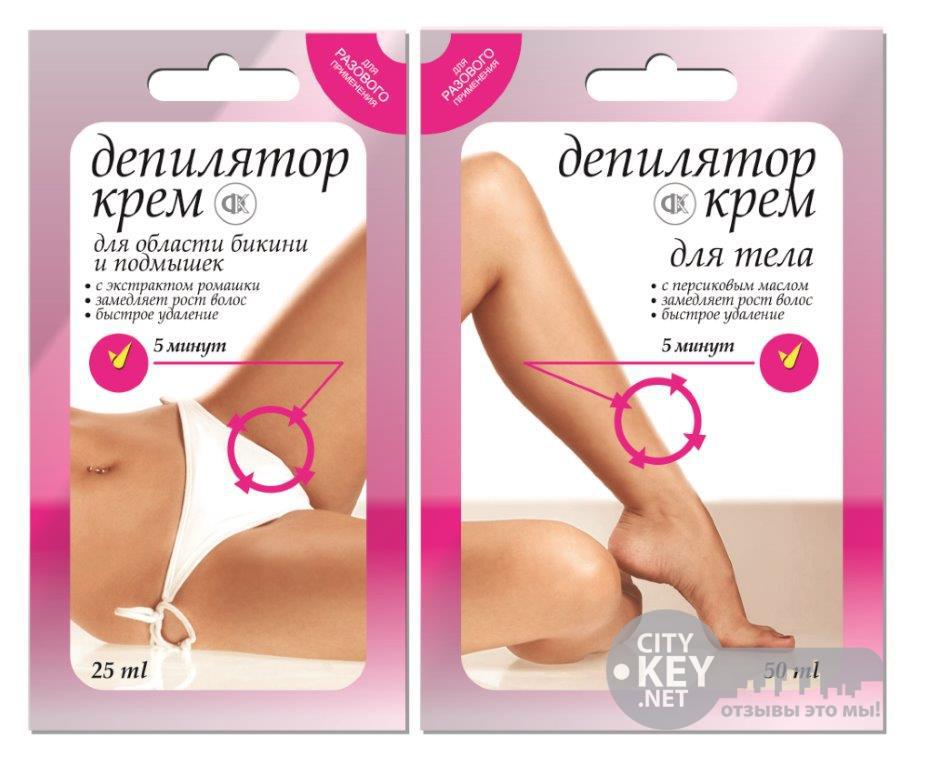 ДЛЯ
РАЗОВОГО
ПРИМЕНЕНИЯ
депилятор
крем
для области бикини
и подмышек
• с экстрактом ромашки
• замедляет рост волос
• быстрое удаление
5 минут
25 ml
ДЛЯ
РАЗОВОГО
ПРИМЕНЕНИЯ
депилятор
крем
для тела
• с персиковым маслом
• замедляет рост волос
• быстрое удаление
5 минут
50 ml
CITY
KEY
.NET
ОТЗЫВЫ ЭТО МЫ!